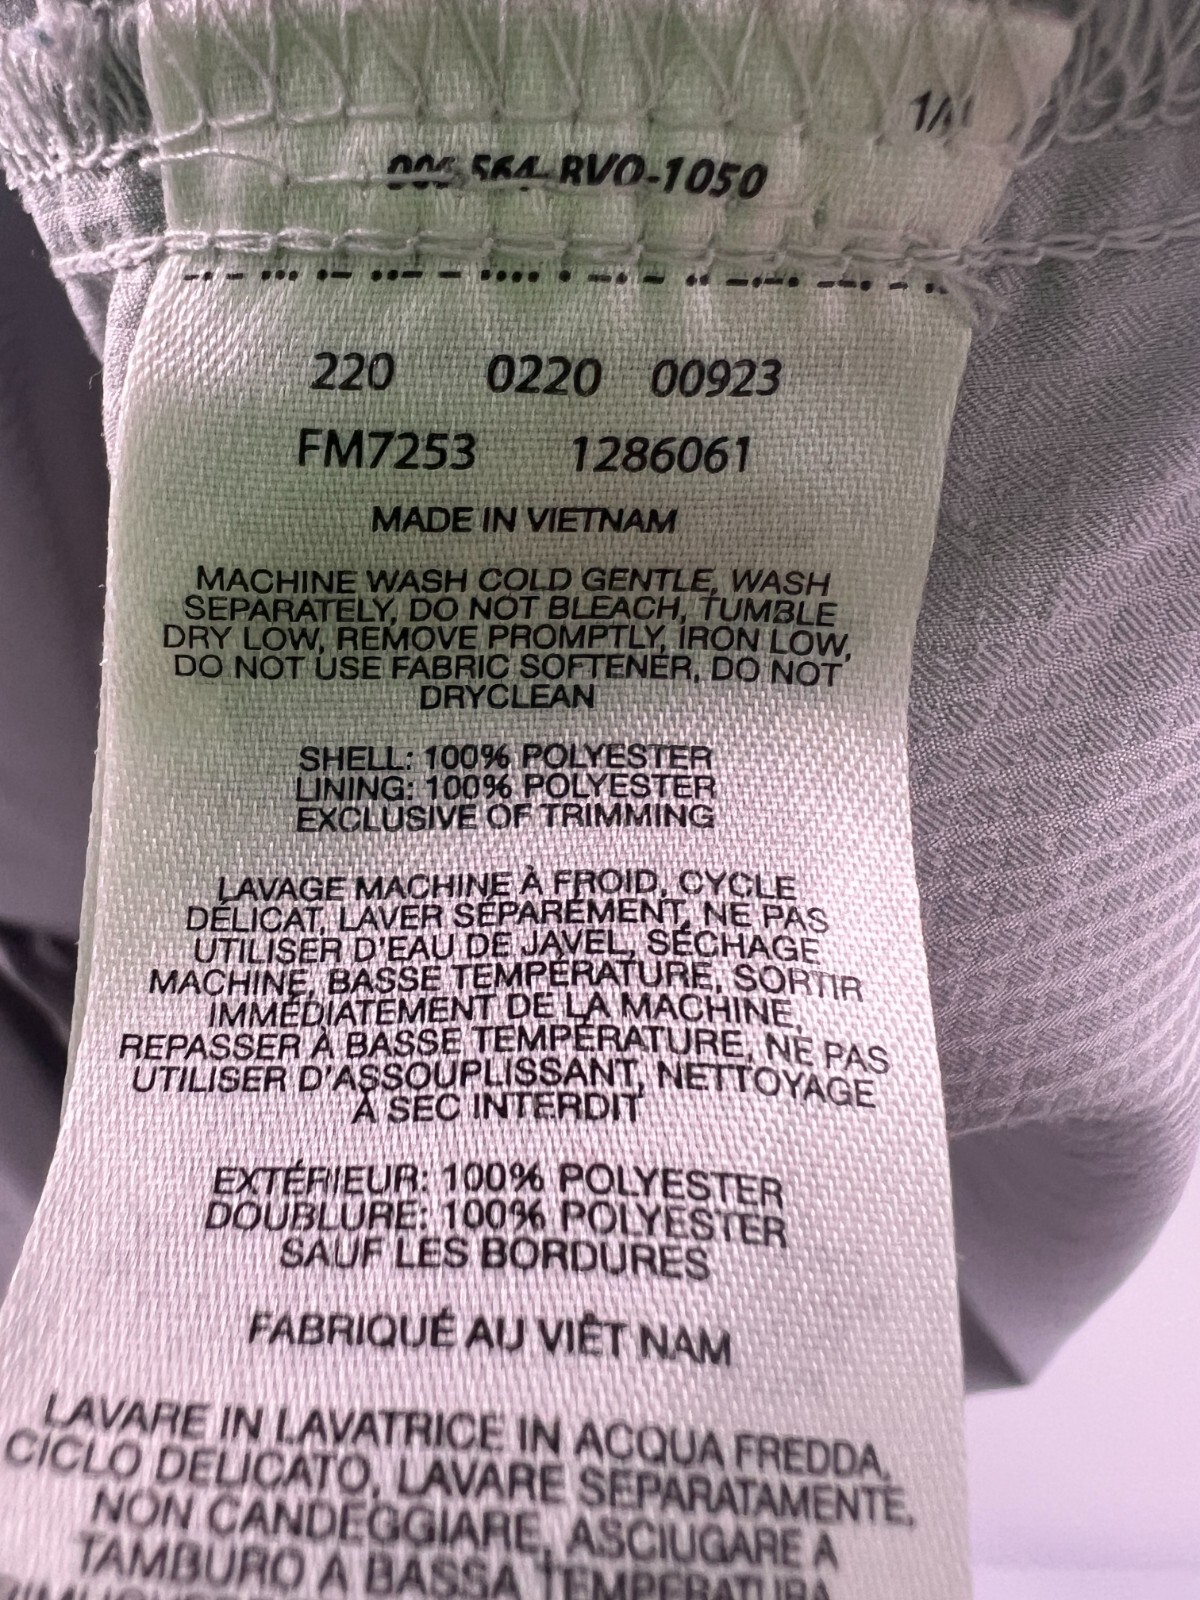 RVO-1050
220 0220 00923
FM7253 1286061
MADE IN VIETNAM
MACHINE WASH COLD GENTLE, WASH
SEPARATELY, DO NOT BLEACH, TUMBLE
DRY LOW, REMOVE PROMPTLY, IRON LOW,
DO NOT USE FABRIC SOFTENER, DO NOT
DRYCLEAN
SHELL: 100% POLYESTER
LINING: 100% POLYESTER
EXCLUSIVE OF TRIMMING
LAVAGE MACHINE À FROID, CYCLE
DÉLICAT, LAVER SÉPARÉMENT, NE PAS
UTILISER D'EAU DE JAVEL, SÉCHAGE
MACHINE, BASSE TEMPÉRATURE, SORTIR
IMMÉDIATEMENT DE LA MACHINE,
REPASSER À BASSE TEMPÉRATURE, NE PAS
UTILISER D'ASSOUPLISSANT, NETTOYAGE
À SEC INTERDIT
EXTÉRIEUR: 100% POLYESTER
DOUBLURE: 100% POLYESTER
SAUF LES BORDURES
FABRIQUÉ AU VIÊT NAM
LAVARE IN LAVATRICE IN ACQUA FREDDA,
CICLO DELICATO, LAVARE SEPARATAMENTE,
NON CANDEGGIARE, ASCIUGARE A
TAMBURO A BASSA TEMPERATURA,